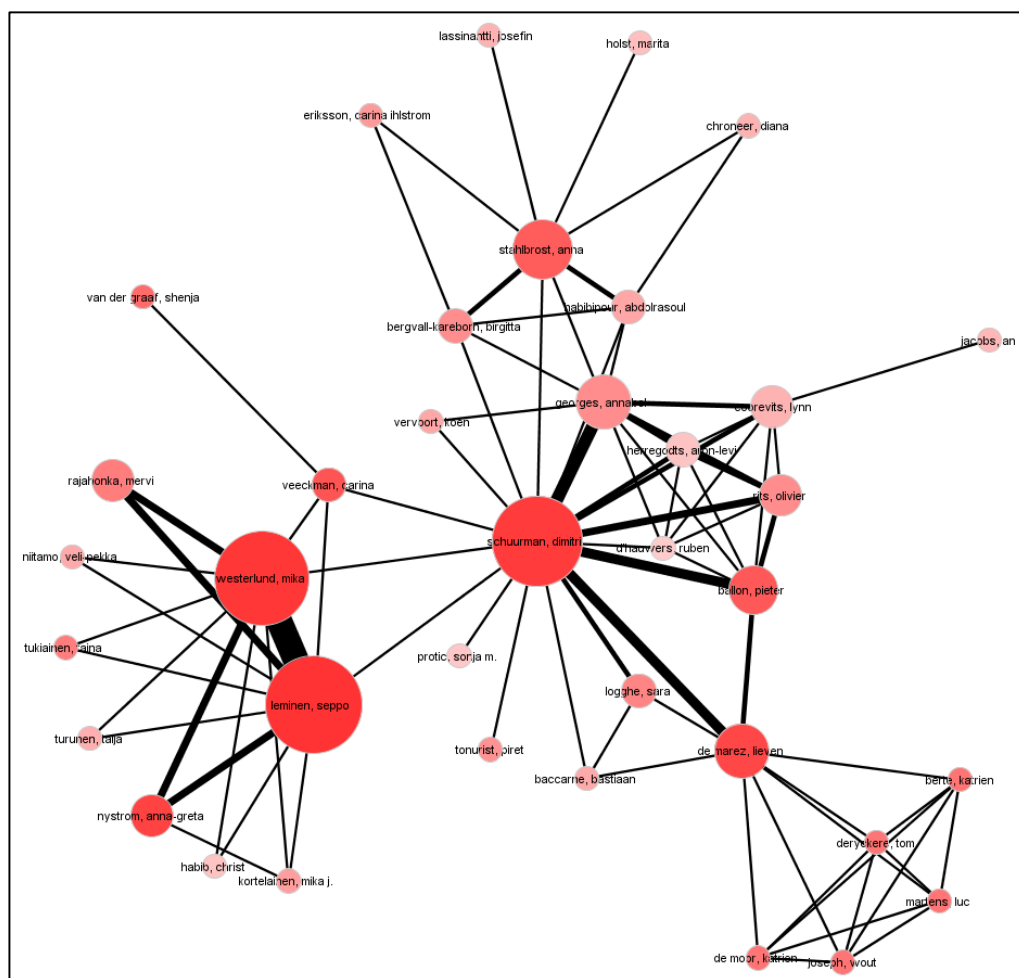 lassinantti, josefin
holst, marita
eriksson, carina ihlstrom
chroneer, diana
stahlbrost, anna
van der graaf, shenja
habibipour, abdolrasoul
bergvall-kareborn, birgitta
jacobs, an
georges, annabel
coorevits, lynn
vervoort, koen
herregodts, aron-levi
rajahonka, mervi
veeckman, carina
rits, olivier
schuurman, dimitri
d'hauwers, ruben
niitamo, veli-pekka
westerlund, mika
ballon, pieter
tukiainen, taina
protic, sonja m.
leminen, seppo
logghe, sara
turunen, taija
tonurist, piret
de marez, lieven
baccarne, bastiaan
berte, katrien
nystrom, anna-greta
deryckere, tom
habib, christ
kortelainen, mika j.
martens, luc
de moor, katrien
joseph, wout